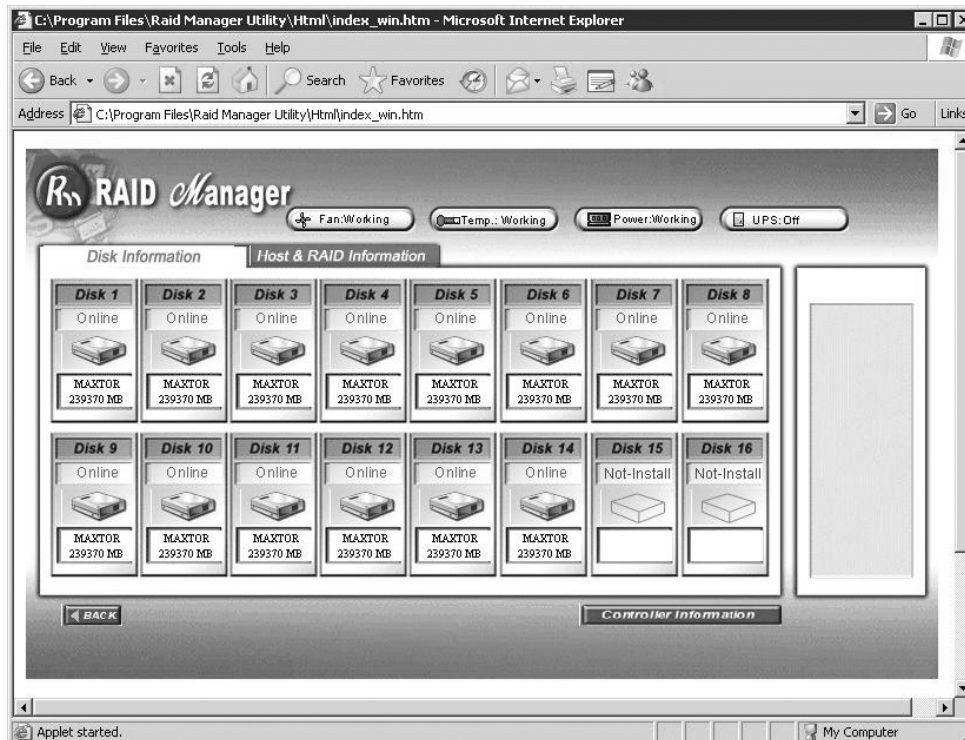 C:\Program Files\Raid Manager Utility\Html\index_win.htm - Microsoft Internet Explorer
File Edit View Favorites Tools Help
Back Search Favorites
Address C:\Program Files\Raid Manager Utility\Html\index_win.htm Go Links
Rm RAID Manager
Fan:Working Temp.: Working Power:Working UPS:Off
Disk Information Host & RAID Information
Disk 1 Disk 2 Disk 3 Disk 4 Disk 5 Disk 6 Disk 7 Disk 8
Online Online Online Online Online Online Online Online
MAXTOR MAXTOR MAXTOR MAXTOR MAXTOR MAXTOR MAXTOR MAXTOR
239370 MB 239370 MB 239370 MB 239370 MB 239370 MB 239370 MB 239370 MB 239370 MB
Disk 9 Disk 10 Disk 11 Disk 12 Disk 13 Disk 14 Disk 15 Disk 16
Online Online Online Online Online Online Not-Install Not-Install
MAXTOR MAXTOR MAXTOR MAXTOR MAXTOR MAXTOR
239370 MB 239370 MB 239370 MB 239370 MB 239370 MB 239370 MB
BACK Controller Information
Applet started. My Computer